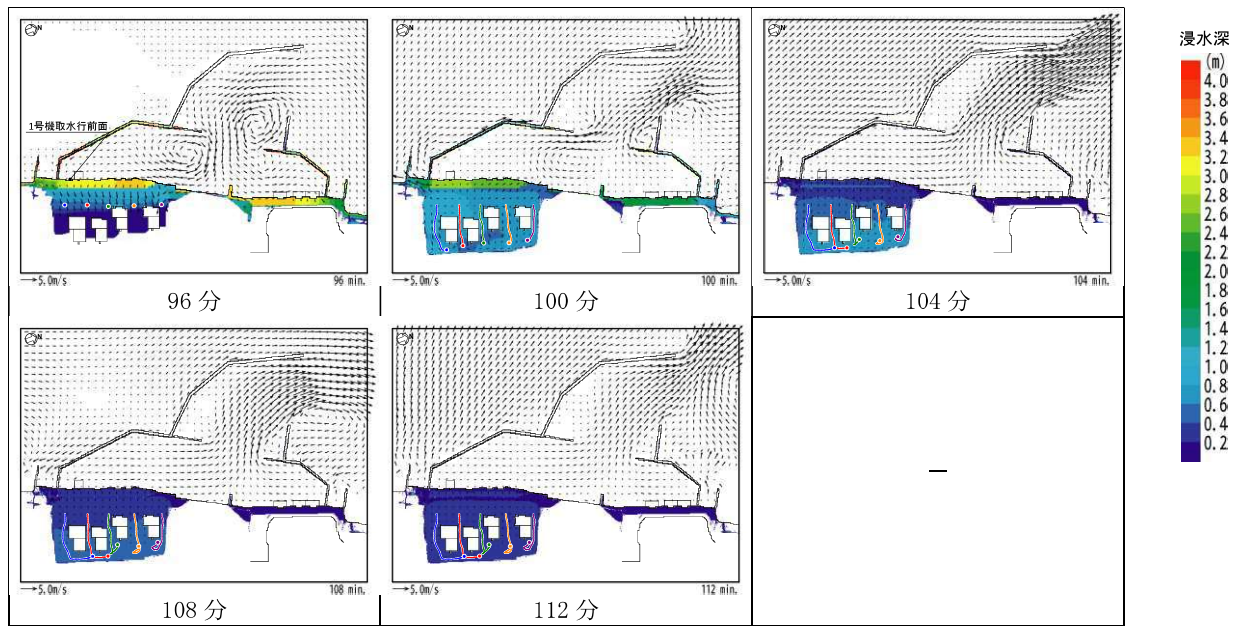 N
1号機取水行前面
5.0m/s
96 min.
96 分
N
5.0m/s
100 min.
100 分
N
5.0m/s
104 min.
104 分
N
5.0m/s
108 min.
108 分
N
5.0m/s
112 min.
112 分
—
浸水深
(m)
4.0
3.8
3.6
3.4
3.2
3.0
2.8
2.6
2.4
2.2
2.0
1.8
1.6
1.4
1.2
1.0
0.8
0.6
0.4
0.2